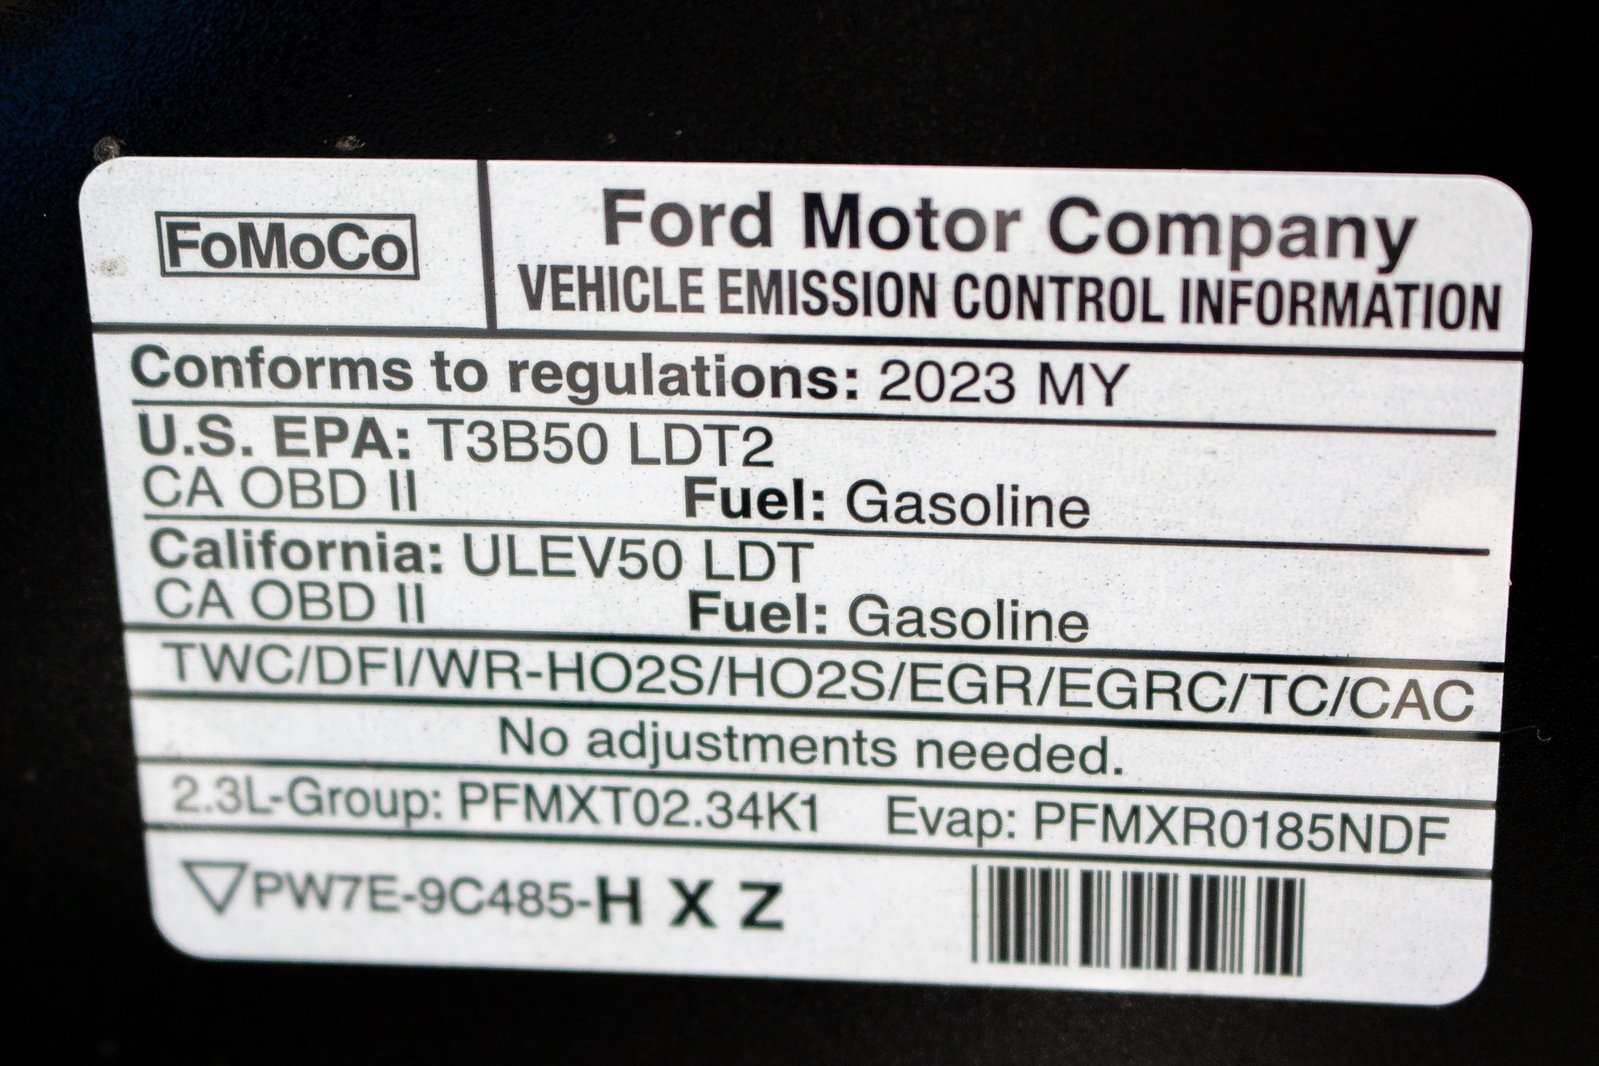 FoMoCo
Ford Motor Company
VEHICLE EMISSION CONTROL INFORMATION
Conforms to regulations: 2023 MY
U.S. EPA: T3B50 LDT2
CA OBD II Fuel: Gasoline
California: ULEV50 LDT
CA OBD II Fuel: Gasoline
TWC/DFI/WR-HO2S/HO2S/EGR/EGRC/TC/CAC
No adjustments needed.
2.3L-Group: PFMXT02.34K1 Evap: PFMXR0185NDF
PW7E-9C485-H X Z